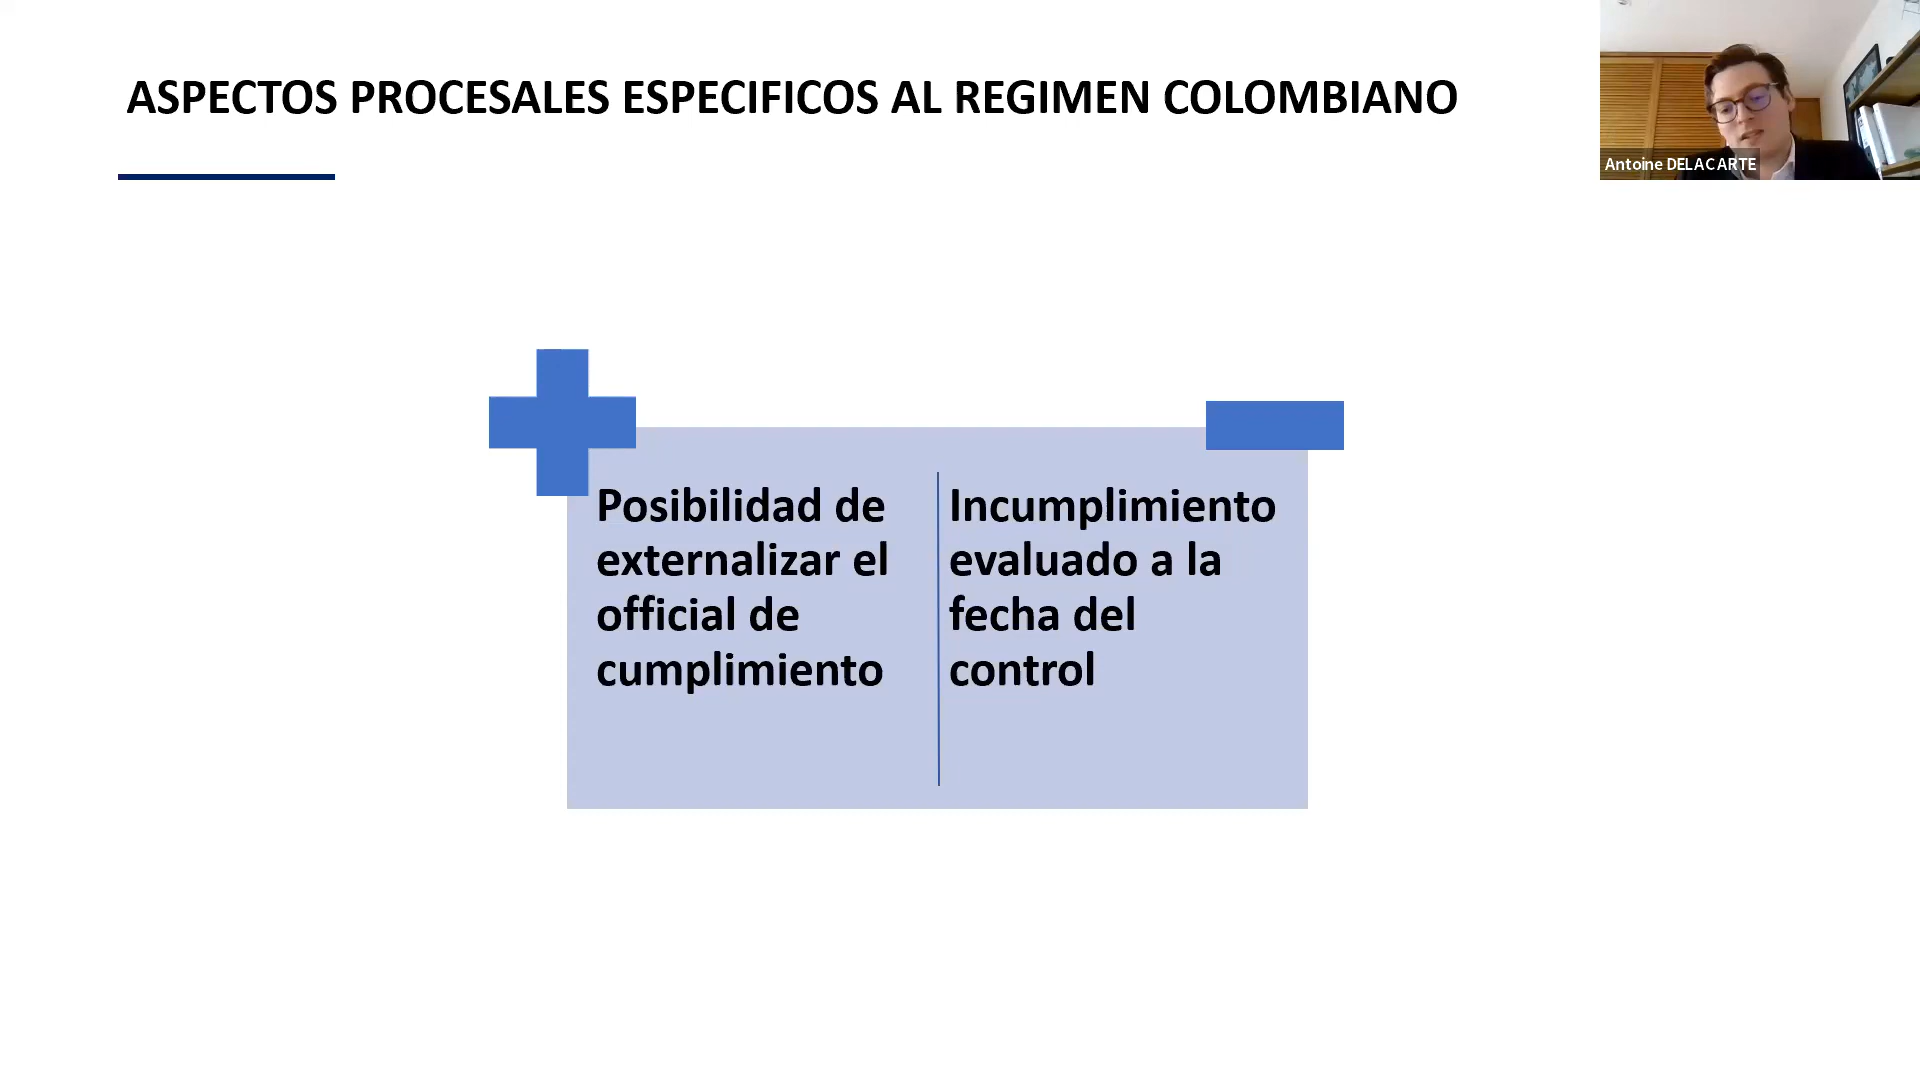 ASPECTOS PROCESALES ESPECIFICOS AL REGIMEN COLOMBIANO
Antoine DELACARTE
Posibilidad de
externalizar el
official de
cumplimiento
Incumplimiento
evaluado a la
fecha del
control